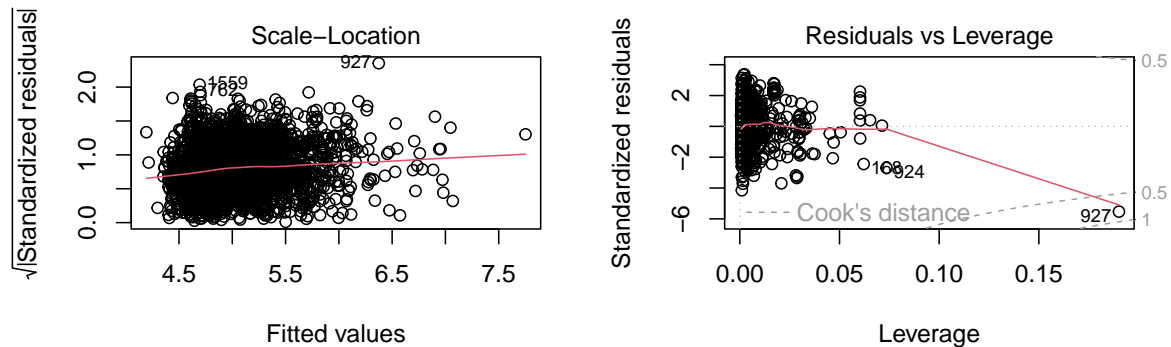 Scale−Location
√|Standardized residuals|
0.0 1.0 2.0
927
1559
762
4.5 5.5 6.5 7.5
Fitted values
Residuals vs Leverage
Standardized residuals
−6 −2 2
0.5
0.5
1
168
924
927
Cook's distance
0.00 0.05 0.10 0.15
Leverage